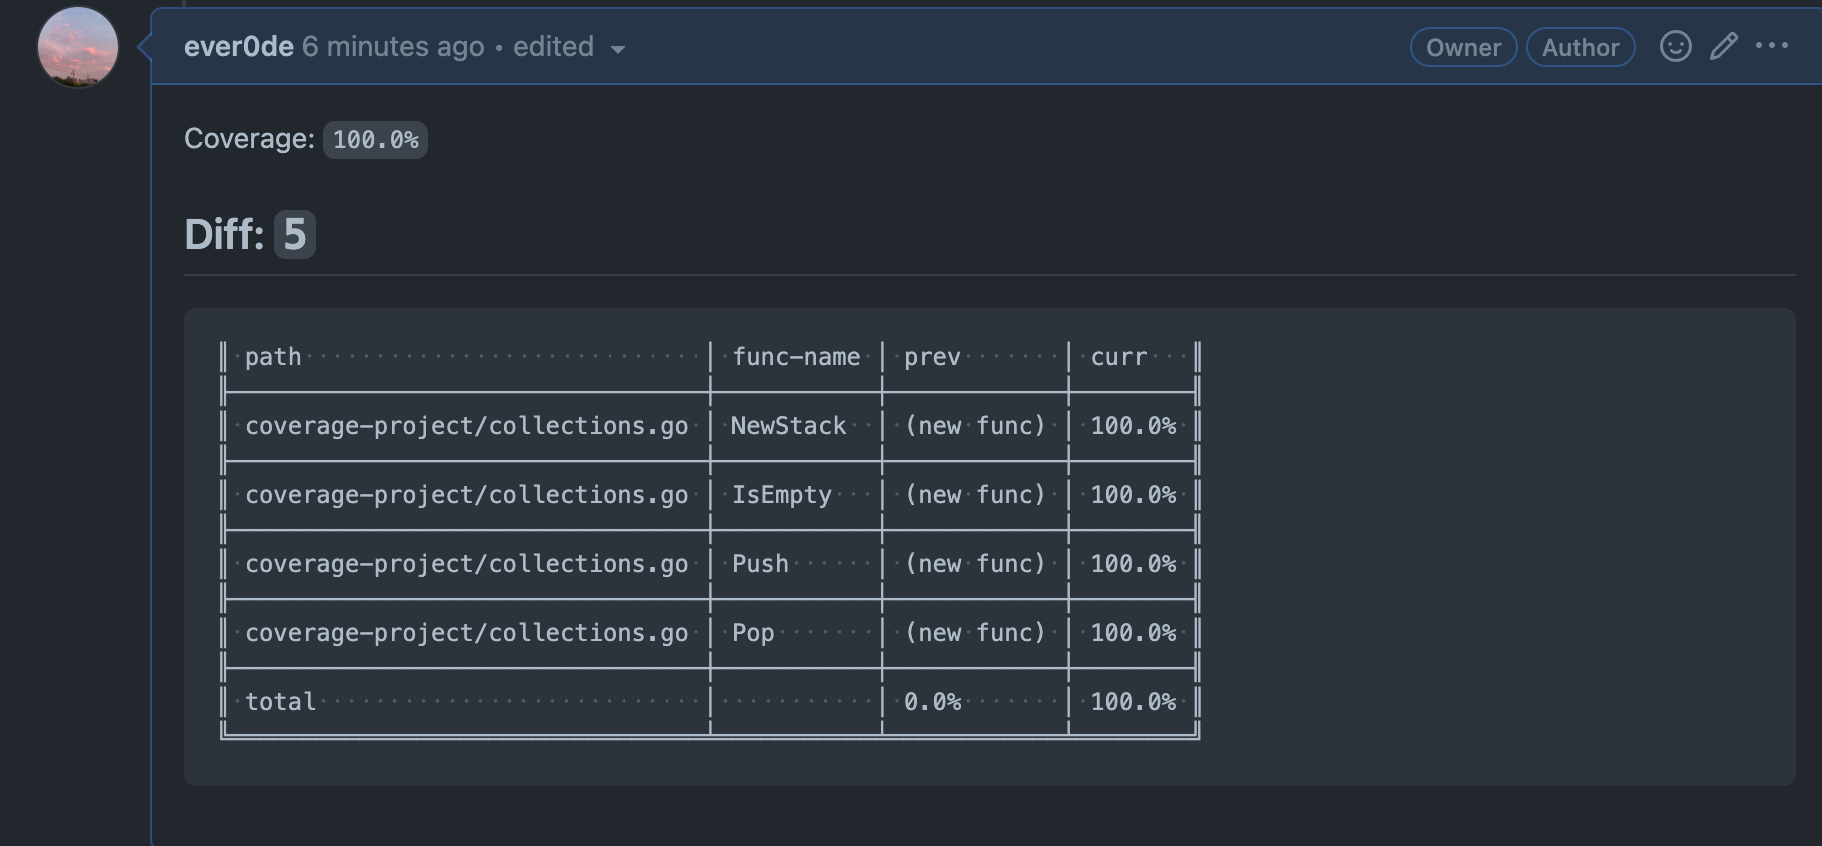 ever0de 6 minutes ago • edited
Owner Author
Coverage: 100.0%
Diff: 5
path func-name prev curr
coverage-project/collections.go NewStack (new func) 100.0%
coverage-project/collections.go IsEmpty (new func) 100.0%
coverage-project/collections.go Push (new func) 100.0%
coverage-project/collections.go Pop (new func) 100.0%
total 0.0% 100.0%